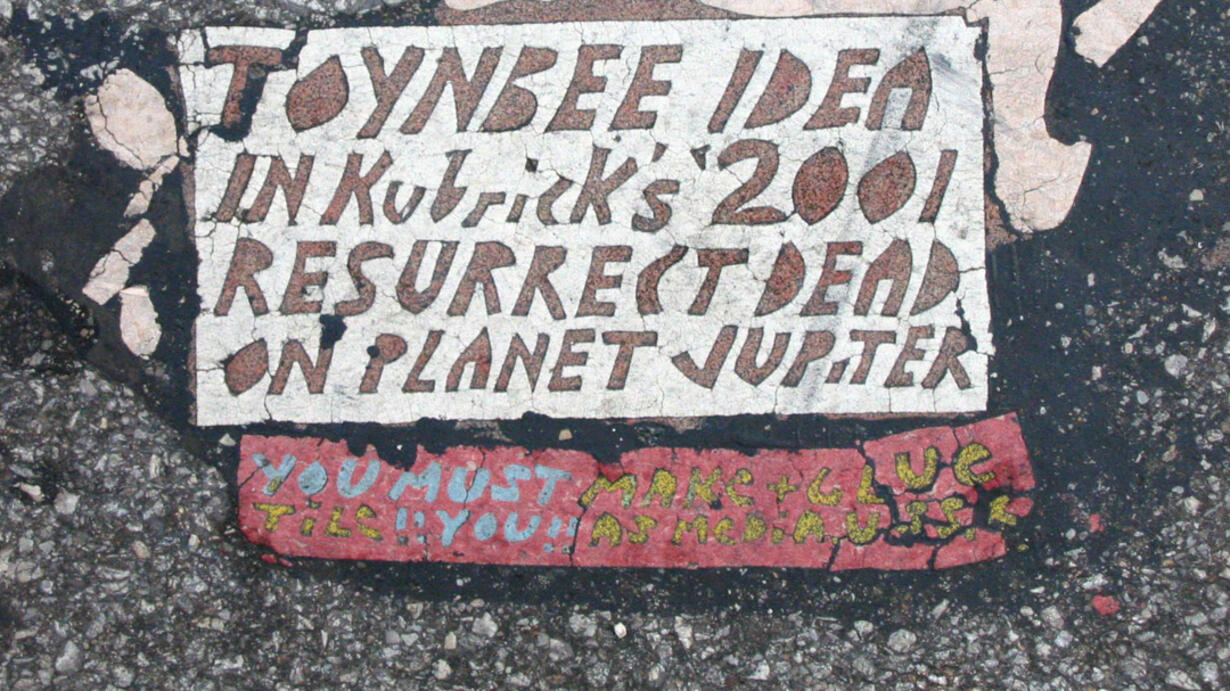 TOYNBEE IDEA
IN KubricK's '2001
RESURRECT DEAD
ON PLANET JUPiTER
YOU MUST MAKE + GLUE
TILE !! YOU !! AS MEDIA U.S.S.R